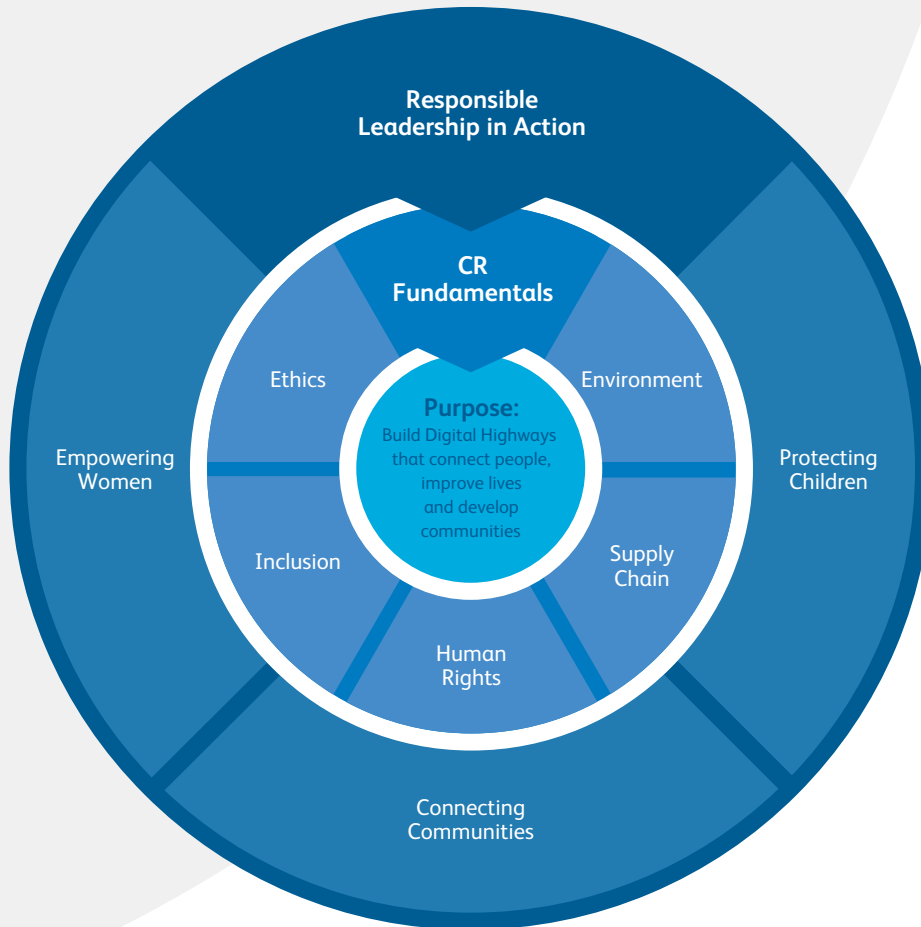 Responsible
Leadership in Action
CR
Fundamentals
Ethics
Environment
Purpose:
Build Digital Highways
that connect people,
improve lives
and develop
communities
Empowering
Women
Protecting
Children
Inclusion
Supply
Chain
Human
Rights
Connecting
Communities